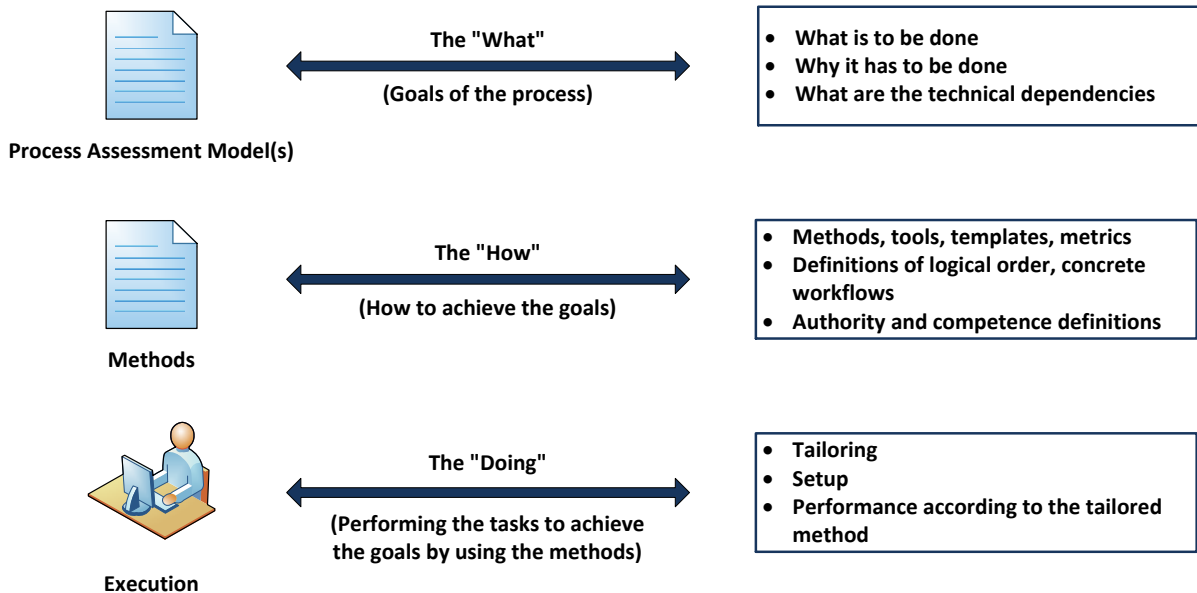 The "What"
(Goals of the process)
• What is to be done
• Why it has to be done
• What are the technical dependencies
Process Assessment Model(s)
The "How"
(How to achieve the goals)
• Methods, tools, templates, metrics
• Definitions of logical order, concrete
workflows
• Authority and competence definitions
Methods
The "Doing"
(Performing the tasks to achieve
the goals by using the methods)
• Tailoring
• Setup
• Performance according to the tailored
method
Execution